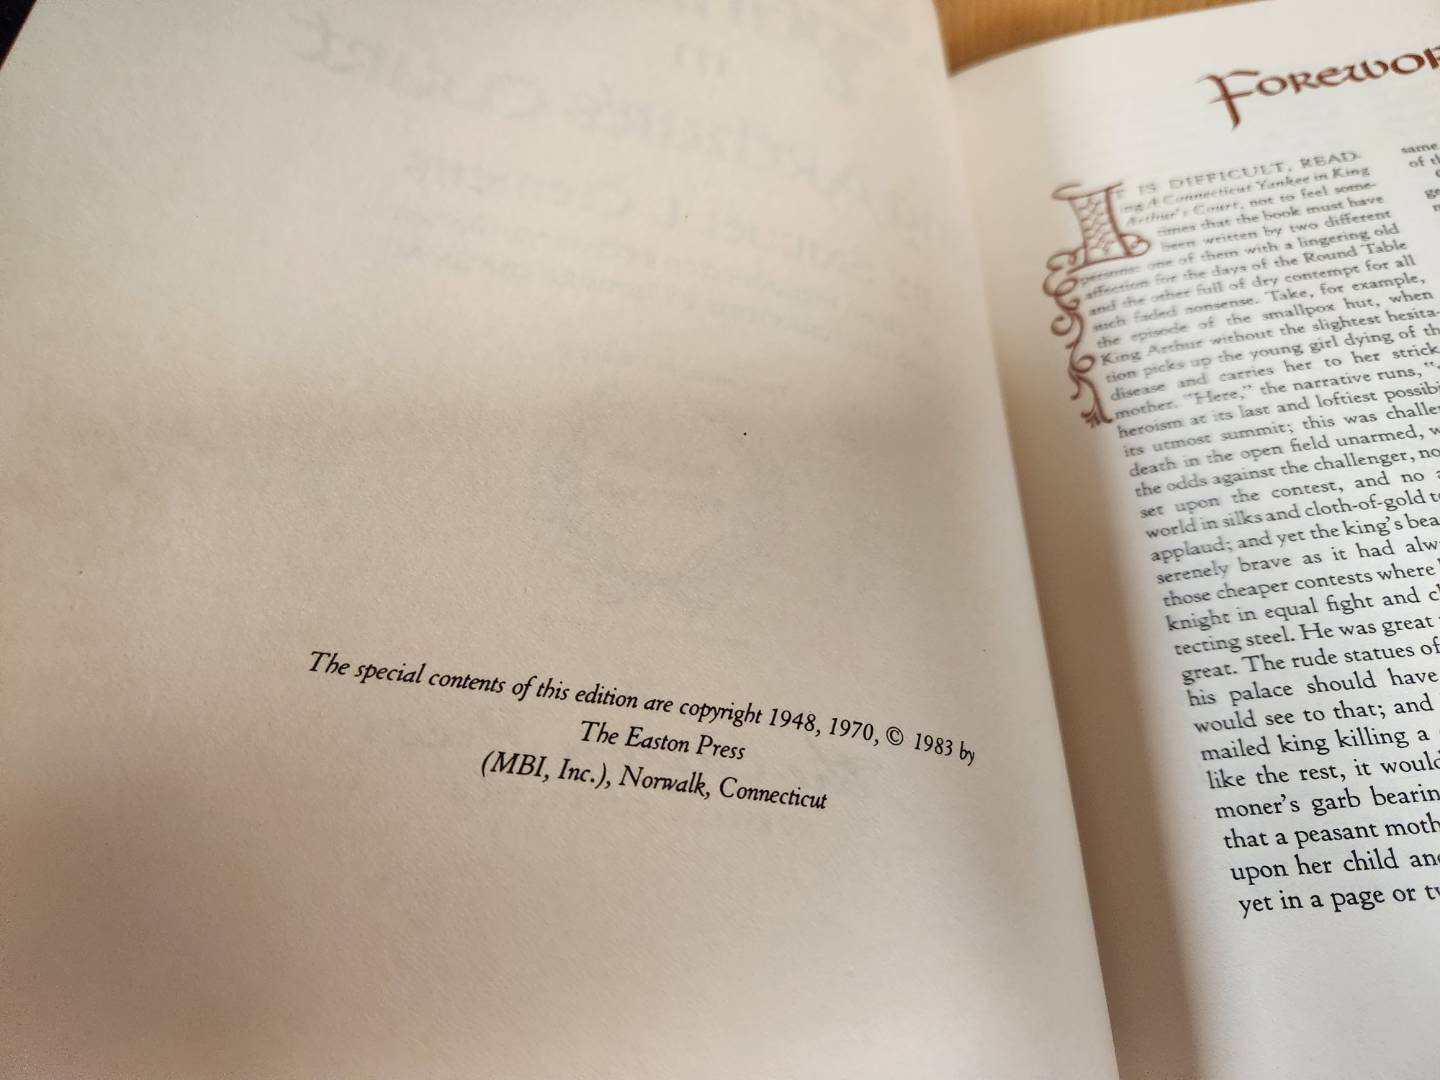 The special contents of this edition are copyright 1948, 1970, © 1983 by
The Easton Press
(MBI, Inc.), Norwalk, Connecticut
Forewor
IT IS DIFFICULT, READ-
ing A Connecticut Yankee in King
Arthur's Court, not to feel some-
times that the book must have
been written by two different
persons: one of them with a lingering old
affection for the days of the Round Table
and the other full of dry contempt for all
such faded nonsense. Take, for example,
the episode of the smallpox hut, when
King Arthur without the slightest hesita-
tion picks up the young girl dying of th
disease and carries her to her strick
mother. "Here," the narrative runs, "
heroism at its last and loftiest possibi
its utmost summit; this was challe
death in the open field unarmed, w
the odds against the challenger, no
set upon the contest, and no a
world in silks and cloth-of-gold t
applaud; and yet the king's bea
serenely brave as it had alw
those cheaper contests where
knight in equal fight and cl
tecting steel. He was great
great. The rude statues of
his palace should have
would see to that; and
mailed king killing a
like the rest, it would
moner's garb bearin
that a peasant moth
upon her child an
yet in a page or tw
same
of th
ge